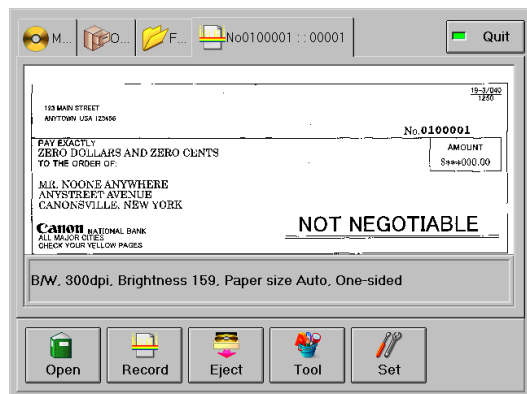 M... O... F... No0100001 : : 00001 Quit
19-3/040
1250
123 MAIN STREET
ANYTOWN USA 123456
No. 0100001
PAY EXACTLY
ZERO DOLLARS AND ZERO CENTS
TO THE ORDER OF:
AMOUNT
$***000.00
MR. NOONE ANYWHERE
ANYSTREET AVENUE
CANONSVILLE, NEW YORK
Canon NATIONAL BANK
ALL MAJOR CITIES
CHECK YOUR YELLOW PAGES
NOT NEGOTIABLE
B/W, 300dpi, Brightness 159, Paper size Auto, One-sided
Open Record Eject Tool Set